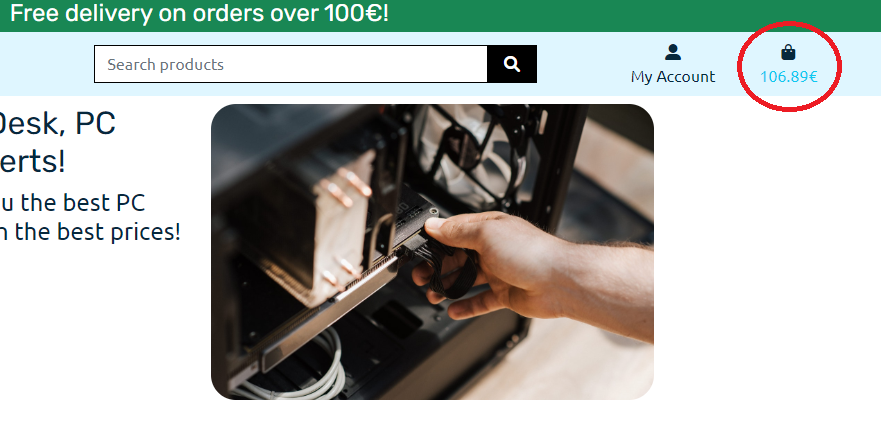 Free delivery on orders over 100€!
Search products
My Account
106.89€
Desk, PC
erts!
u the best PC
n the best prices!